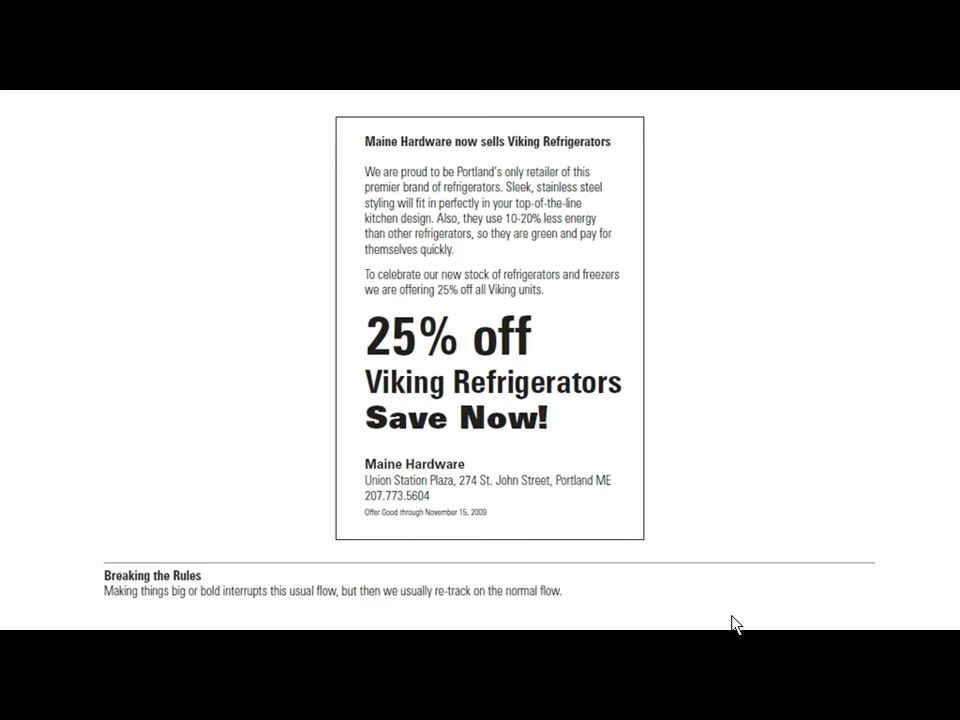 Maine Hardware now sells Viking Refrigerators
We are proud to be Portland's only retailer of this
premier brand of refrigerators. Sleek, stainless steel
styling will fit in perfectly in your top-of-the-line
kitchen design. Also, they use 10-20% less energy
than other refrigerators, so they are green and pay for
themselves quickly.
To celebrate our new stock of refrigerators and freezers
we are offering 25% off all Viking units.
25% off
Viking Refrigerators
Save Now!
Maine Hardware
Union Station Plaza, 274 St. John Street, Portland ME
207.773.5604
Offer Good through November 15, 2009
Breaking the Rules
Making things big or bold interrupts this usual flow, but then we usually re-track on the normal flow.